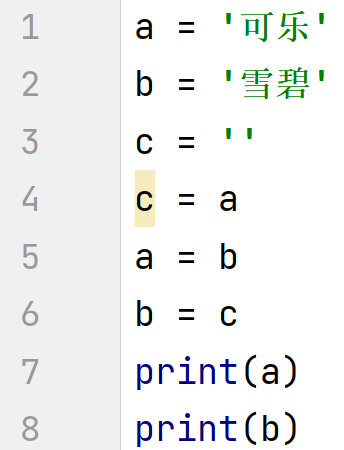 1 a = '可乐'
2 b = '雪碧'
3 c = ''
4 c = a
5 a = b
6 b = c
7 print(a)
8 print(b)